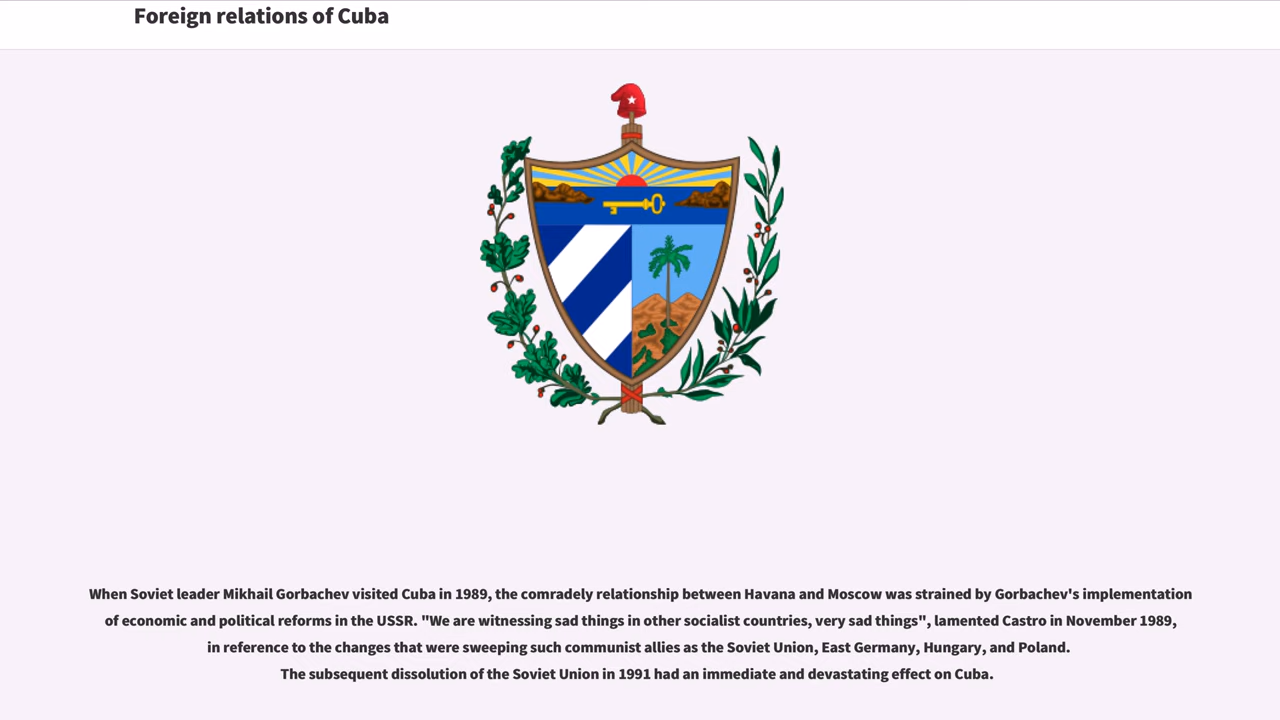 Foreign relations of Cuba
When Soviet leader Mikhail Gorbachev visited Cuba in 1989, the comradely relationship between Havana and Moscow was strained by Gorbachev's implementation
of economic and political reforms in the USSR. "We are witnessing sad things in other socialist countries, very sad things", lamented Castro in November 1989,
in reference to the changes that were sweeping such communist allies as the Soviet Union, East Germany, Hungary, and Poland.
The subsequent dissolution of the Soviet Union in 1991 had an immediate and devastating effect on Cuba.